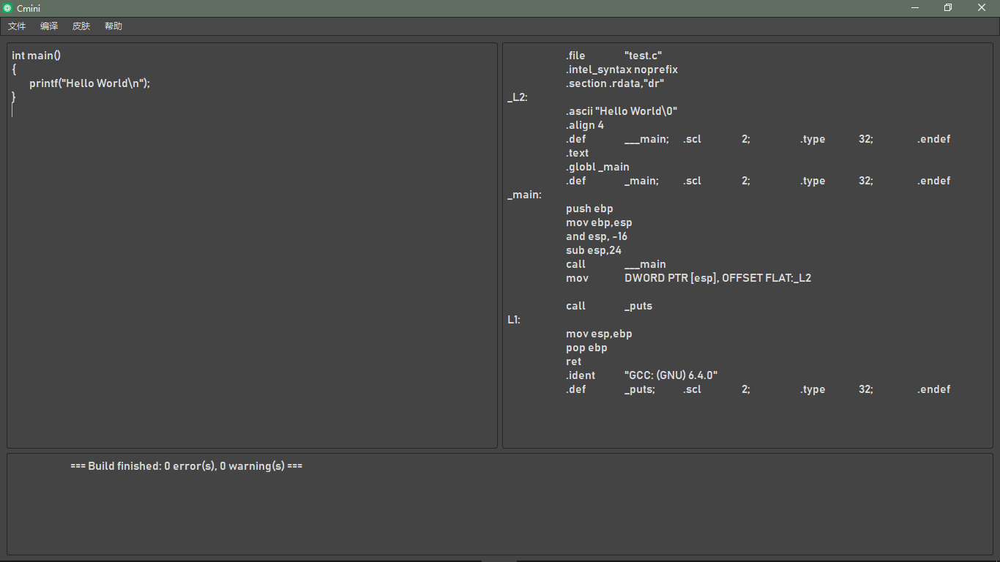 Cmini
文件 编译 皮肤 帮助
int main()
{
printf("Hello World\n");
}
.file "test.c"
.intel_syntax noprefix
.section .rdata,"dr"
_L2:
.ascii "Hello World\0"
.align 4
.def ___main; .scl 2; .type 32; .endef
.text
.globl _main
.def _main; .scl 2; .type 32; .endef
_main:
push ebp
mov ebp,esp
and esp, -16
sub esp,24
call ___main
mov DWORD PTR [esp], OFFSET FLAT:_L2
call _puts
L1:
mov esp,ebp
pop ebp
ret
.ident "GCC: (GNU) 6.4.0"
.def _puts; .scl 2; .type 32; .endef
=== Build finished: 0 error(s), 0 warning(s) ===